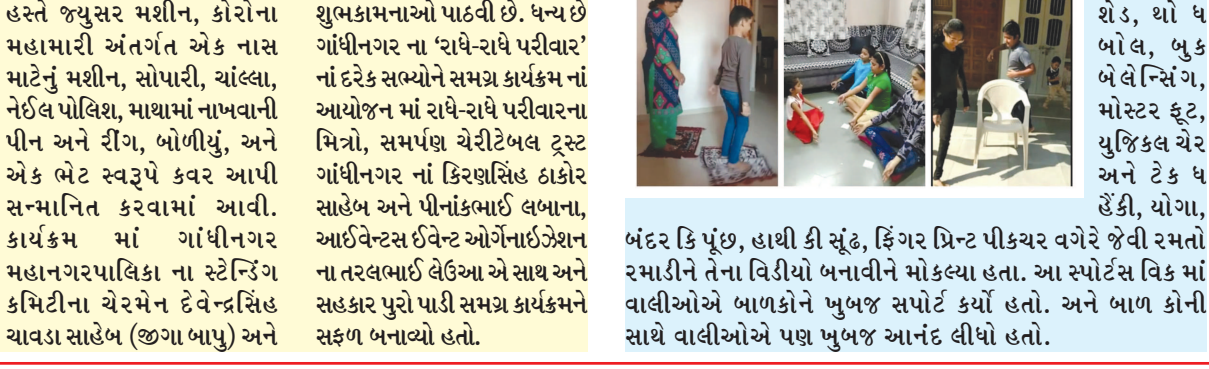 હસ્તે જ્યુસર મશીન, કોરોના
મહામારી અંતર્ગત એક નાસ
માટેનું મશીન, સોપારી, ચાંલ્લા,
નેઈલ પોલિશ, માથામાં નાખવાની
પીન અને રીંગ, બોળીયું, અને
એક ભેટ સ્વરૂપે કવર આપી
સન્માનિત કરવામાં આવી.
કાર્યક્રમ માં ગાંધીનગર
મહાનગરપાલિકા ના સ્ટેન્ડિંગ
કમિટીના ચેરમેન દેવેન્દ્રસિંહ
ચાવડા સાહેબ (જીગા બાપુ) અને
શુભકામનાઓ પાઠવી છે. ધન્ય છે
ગાંધીનગર ના ‘રાધે-રાધે પરીવાર’
નાં દરેક સભ્યોને સમગ્ર કાર્યક્રમ નાં
આયોજન માં રાધે-રાધે પરીવારના
મિત્રો, સમર્પણ ચેરીટેબલ ટ્રસ્ટ
ગાંધીનગર નાં કિરણસિંહ ઠાકોર
સાહેબ અને પીનાંકભાઈ લબાના,
આઈવેન્ટસ ઈવેન્ટ ઓર્ગેનાઇઝેશન
ના તરલભાઈ લેઉઆ એ સાથ અને
સહકાર પુરો પાડી સમગ્ર કાર્યક્રમને
સફળ બનાવ્યો હતો.
શેડ, થો ધ
બોલ, બુક
બેલેન્સિંગ,
મોસ્ટર ફૂટ,
યુજિકલ ચેર
અને ટેક ધ
હેંકી, યોગા,
બંદર કિ પૂંછ, હાથી કી સૂંઢ, ફિંગર પ્રિન્ટ પીકચર વગેરે જેવી રમતો
રમાડીને તેના વિડીયો બનાવીને મોકલ્યા હતા. આ સ્પોર્ટસ વિક માં
વાલીઓએ બાળકોને ખુબજ સપોર્ટ કર્યો હતો. અને બાળ કોની
સાથે વાલીઓએ પણ ખુબજ આનંદ લીધો હતો.